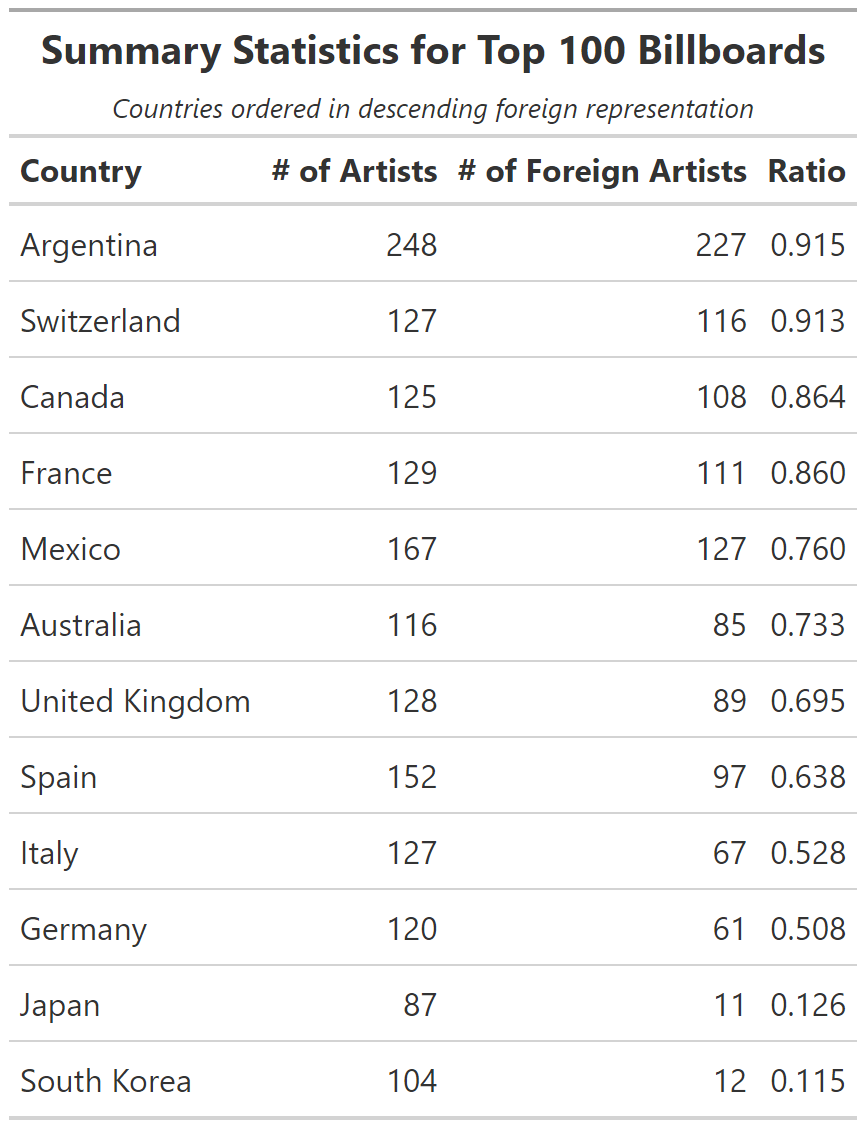 Summary Statistics for Top 100 Billboards
Countries ordered in descending foreign representation
Country # of Artists # of Foreign Artists Ratio
Argentina 248 227 0.915
Switzerland 127 116 0.913
Canada 125 108 0.864
France 129 111 0.860
Mexico 167 127 0.760
Australia 116 85 0.733
United Kingdom 128 89 0.695
Spain 152 97 0.638
Italy 127 67 0.528
Germany 120 61 0.508
Japan 87 11 0.126
South Korea 104 12 0.115